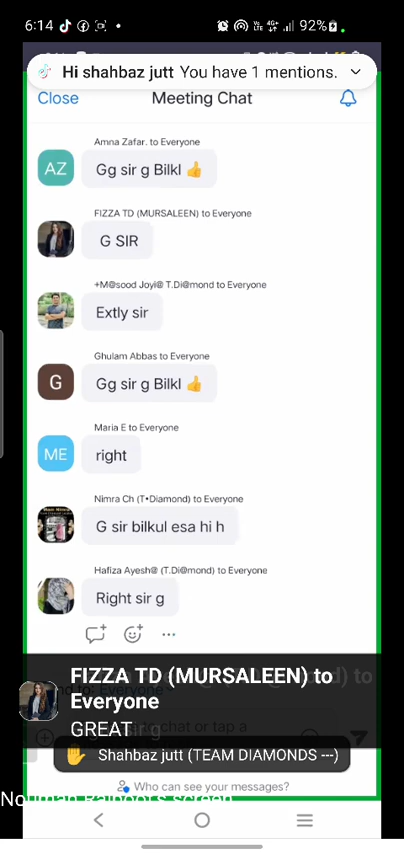 6:14
92%
Hi shahbaz jutt You have 1 mentions.
Close Meeting Chat
Amna Zafar. to Everyone
AZ
Gg sir g Bilkl 👍
FIZZA TD (MURSALEEN) to Everyone
G SIR
+M@sood Joyi@ T.Di@mond to Everyone
Extly sir
Ghulam Abbas to Everyone
G
Gg sir g Bilkl 👍
Maria E to Everyone
ME
right
Nimra Ch (T•Diamond) to Everyone
G sir bilkul esa hi h
Hafiza Ayesh@ (T.Di@mond) to Everyone
Right sir g
FIZZA TD (MURSALEEN) to
Everyone
GREAT
✋ Shahbaz jutt (TEAM DIAMONDS ---)
Who can see your messages?